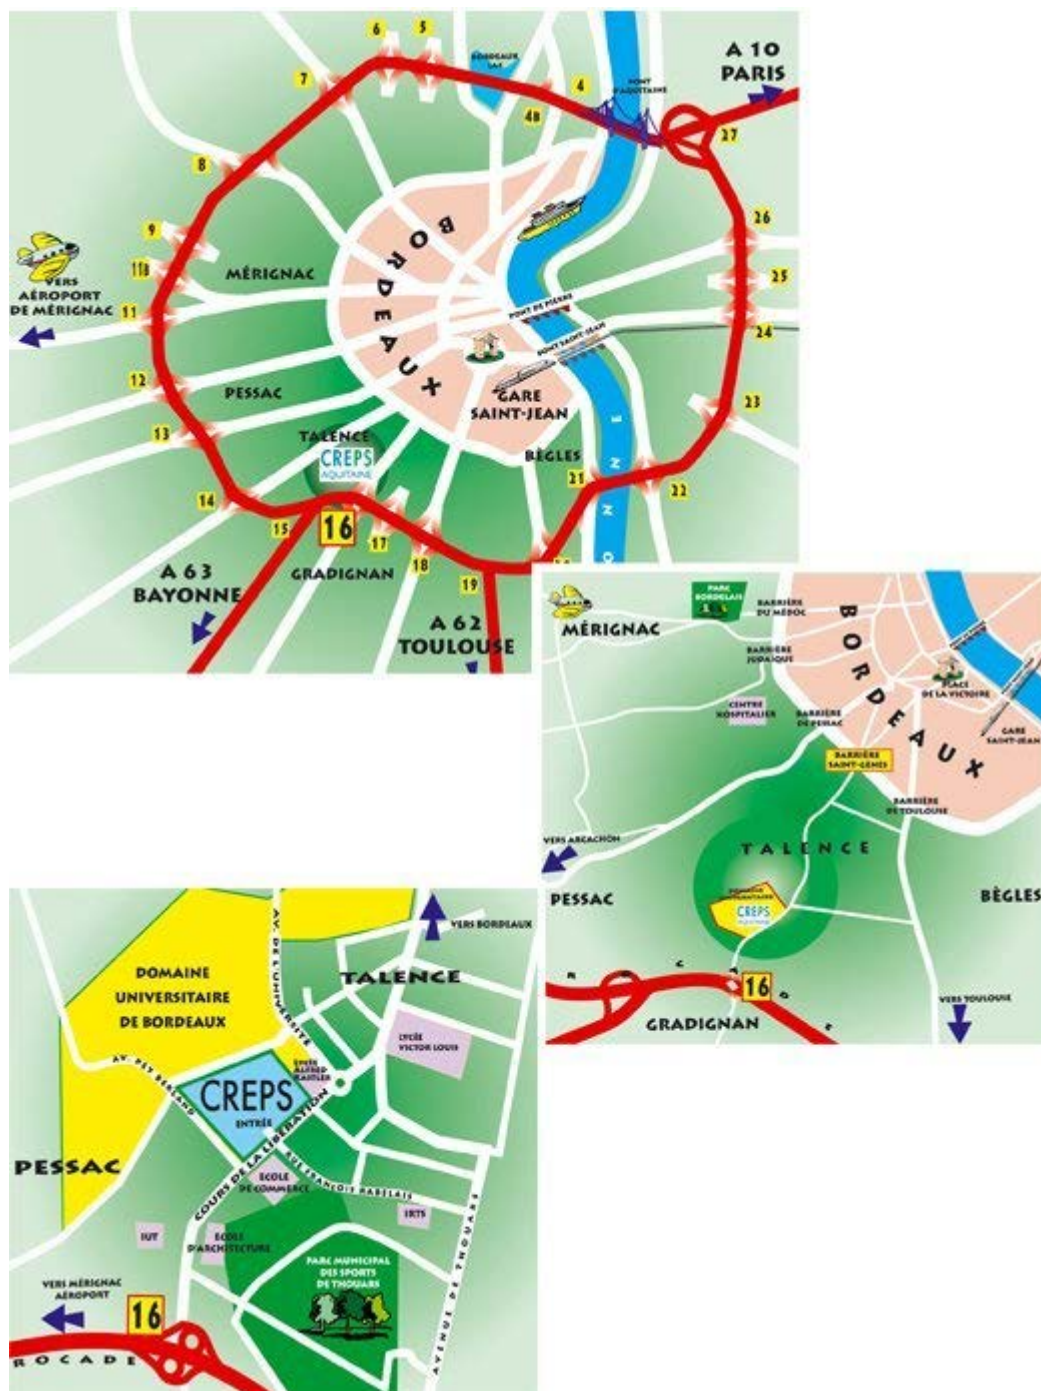 6
5
BORDEAUX
LAC
4
PONT
D'AQUITAINE
A 10
PARIS
7
4B
27
8
26
9
11B
VERS
AÉROPORT
DE MÉRIGNAC
11
MÉRIGNAC
BORDEAUX
25
PONT DE PIERRE
24
PONT SAINT-JEAN
12
PESSAC
GARE
SAINT-JEAN
23
13
TALENCE
CREPS
AQUITAINE
BÈGLES
21
22
14
15
16
17
18
19
GRADIGNAN
A 63
BAYONNE
A 62
TOULOUSE
MÉRIGNAC
PARC
BORDELAIS
BARRIÈRE
DU MÉDOC
BARRIÈRE
JUDAIQUE
BORDEAUX
PLACE
DE LA VICTOIRE
CENTRE
HOSPITALIER
BARRIÈRE
DE PESSAC
GARE
SAINT-JEAN
BARRIÈRE
SAINT-GENES
BARRIÈRE
DE TOULOUSE
VERS ARCACHON
TALENCE
PESSAC
CREPS
BÈGLES
ROCADE
16
GRADIGNAN
VERS TOULOUSE
VERS BORDEAUX
AV. DE L'UNIVERSITÉ
TALENCE
DOMAINE
UNIVERSITAIRE
DE BORDEAUX
LYCÉE
VICTOR LOUIS
LYCÉE
ALFRED
KASTLER
AV. PEY BERLAND
CREPS
ENTRÉE
COURS DE LA LIBÉRATION
PESSAC
RUE FRANÇOIS RABELAIS
ECOLE
DE COMMERCE
IRTS
IUT
ECOLE
D'ARCHITECTURE
AVENUE DE THOUARS
PARC MUNICIPAL
DES SPORTS
DE THOUARS
VERS MÉRIGNAC
AÉROPORT
16
ROCADE